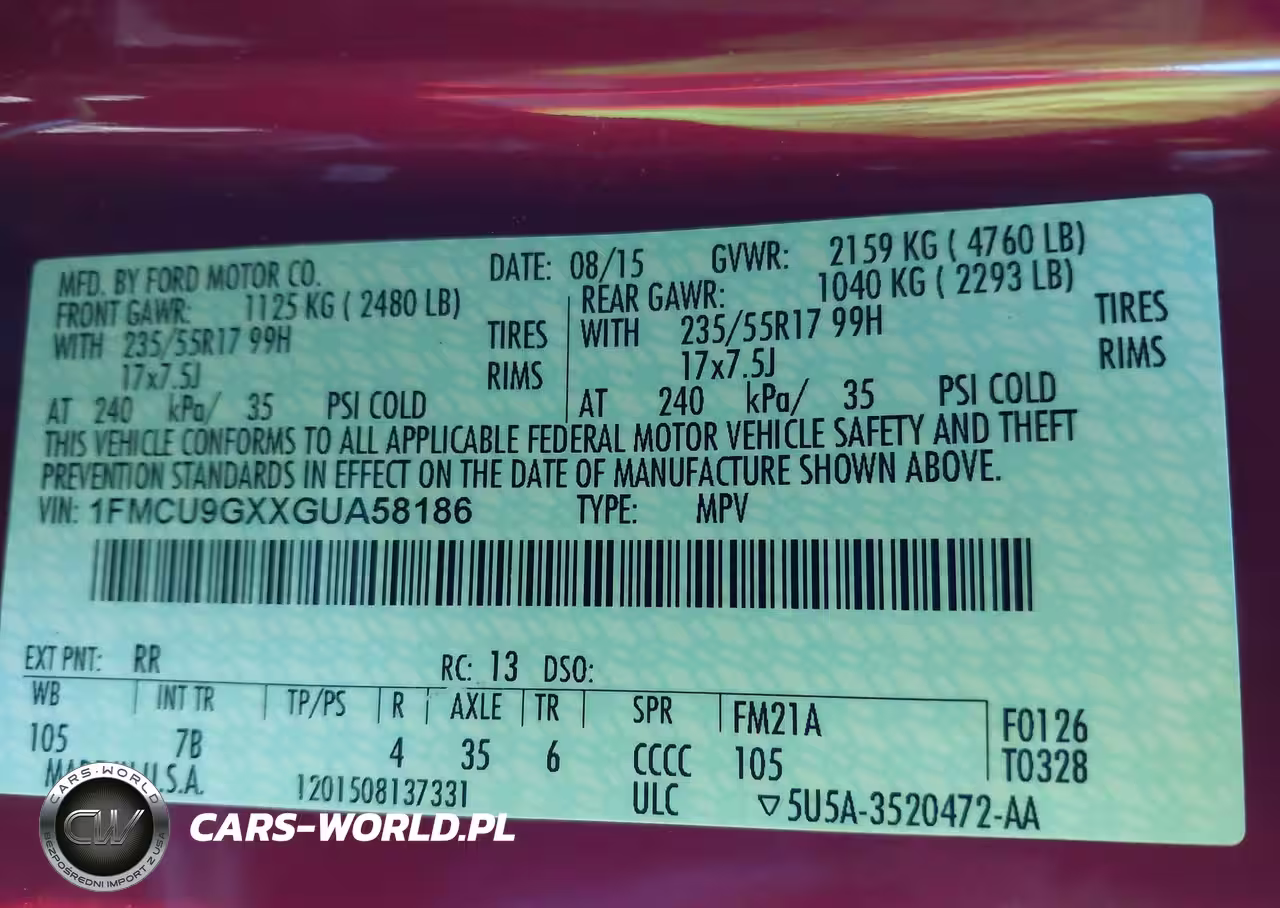 MFD. BY FORD MOTOR CO. DATE: 08/15 GVWR: 2159 KG ( 4760 LB)
FRONT GAWR: 1125 KG ( 2480 LB) REAR GAWR: 1040 KG ( 2293 LB)
WITH 235/55R17 99H TIRES WITH 235/55R17 99H TIRES
17x7.5J RIMS 17x7.5J RIMS
AT 240 kPa/ 35 PSI COLD AT 240 kPa/ 35 PSI COLD
THIS VEHICLE CONFORMS TO ALL APPLICABLE FEDERAL MOTOR VEHICLE SAFETY AND THEFT
PREVENTION STANDARDS IN EFFECT ON THE DATE OF MANUFACTURE SHOWN ABOVE.
VIN: 1FMCU9GXXGUA58186 TYPE: MPV
EXT PNT: RR RC: 13 DSO:
WB INT TR TP/PS R AXLE TR SPR FM21A F0126
105 7B 4 35 6 CCCC 105 T0328
U.S.A. 1201508137331 ULC ▽5U5A-3520472-AA
CARS-WORLD
CW
BEZPOŚREDNI IMPORT Z USA
CARS-WORLD.PL